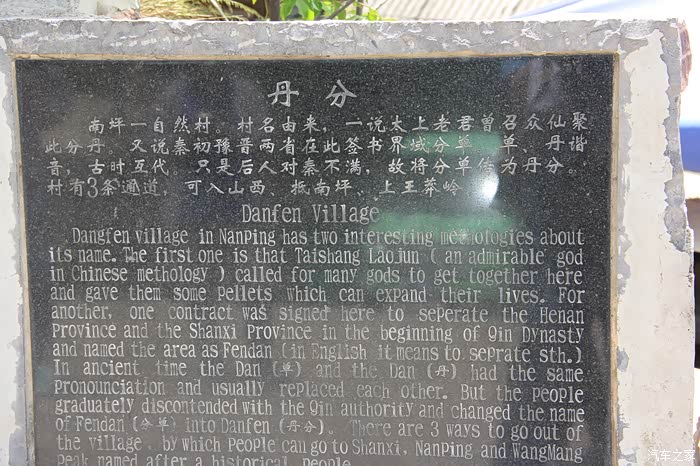 丹分
南坪一自然村。村名由来，一说太上老君曾召众仙聚
此分丹。又说秦初豫晋两省在此签书界域分单，单、丹谐
音，古时互代。只是后人对秦不满，故将分单传为丹分。
村有3条通道，可入山西、抵南坪、上王莽岭
Danfen Village
Dangfen village in NanPing has two interesting methologies about
its name. The first one is that Taishang Laojun ( an admirable god
in Chinese methology ) called for many gods to get together here
and gave them some Pellets which can expand their lives. For
another, one contract was signed here to sePerate the Henan
Province and the Shanxi Province in the beginning of Qin Dynasty
and named the area as Fendan (in English it means to seprate sth.)
In ancient time the Dan (单) and the Dan (丹) had the same
Pronounciation and usually rePlaced each other. But the PeoPle
graduately discontended with the Qin authority and changed the name
of Fendan (分单) into Danfen (丹分). There are 3 ways to go out of
the village , by which PeoPle can go to Shanxi, NanPing and WangMang
Peak named after a historical PeoPle
汽车之家